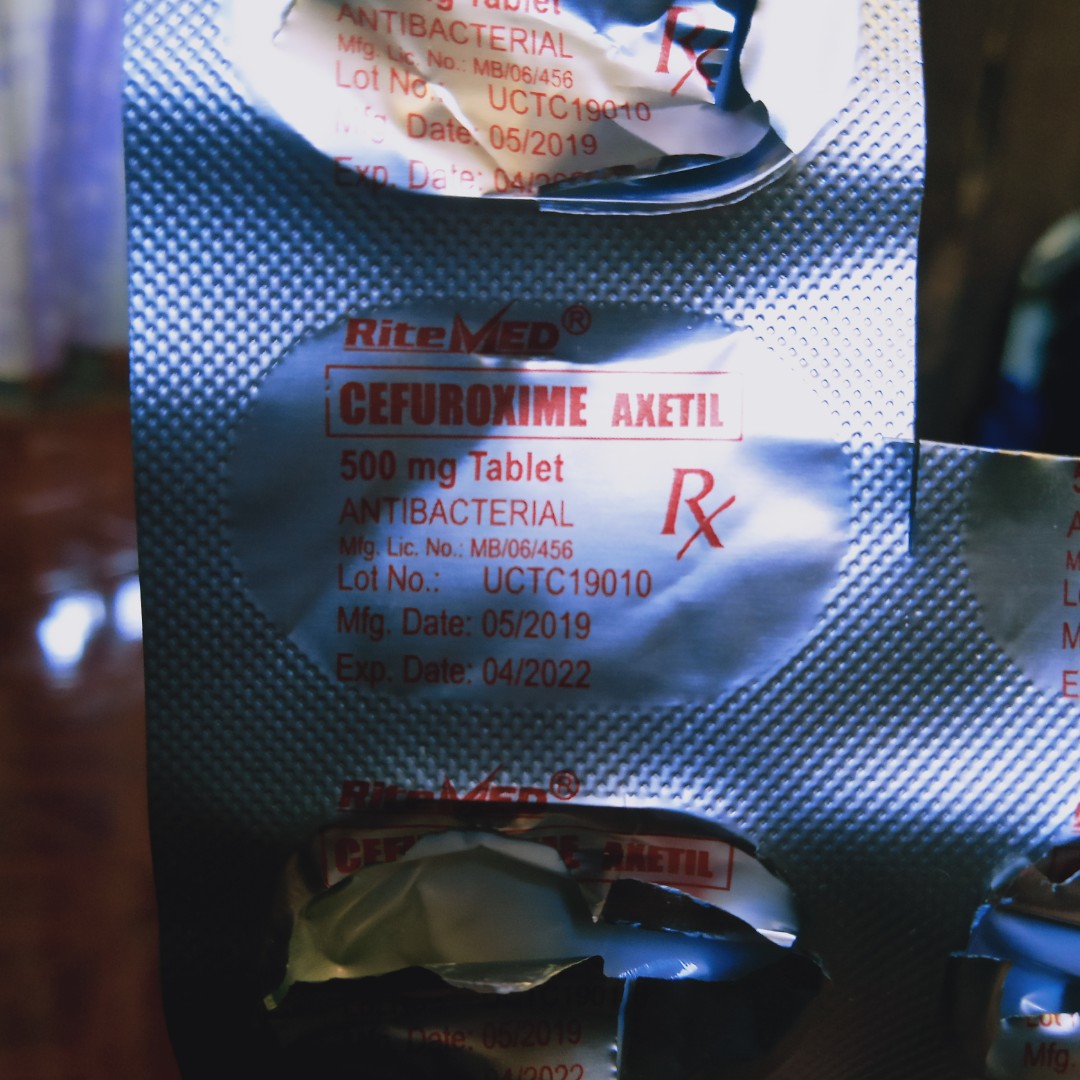 Tablet
ANTIBACTERIAL
Mfg. Lic. No.: MB/06/456
Rx
Lot No.: UCTC19010
Mfg. Date: 05/2019
Exp. Date: 04/
RiteMED®
CEFUROXIME AXETIL
500 mg Tablet
ANTIBACTERIAL
Rx
Mfg. Lic. No.: MB/06/456
Lot No.: UCTC19010
Mfg. Date: 05/2019
Exp. Date: 04/2022
RiteMED®
AXETIL
Date: 05/2019
Mfg.